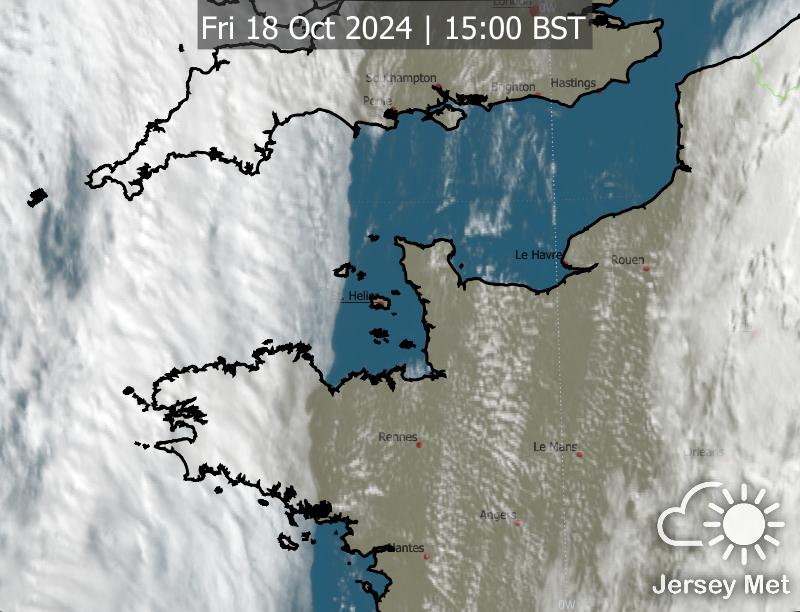 London
0W
Fri 18 Oct 2024 | 15:00 BST
Southampton
Brighton
Hastings
Poole
Le Havre
Rouen
St. Helier
Rennes
Le Mans
Orleans
Angers
Nantes
Jersey Met
0W